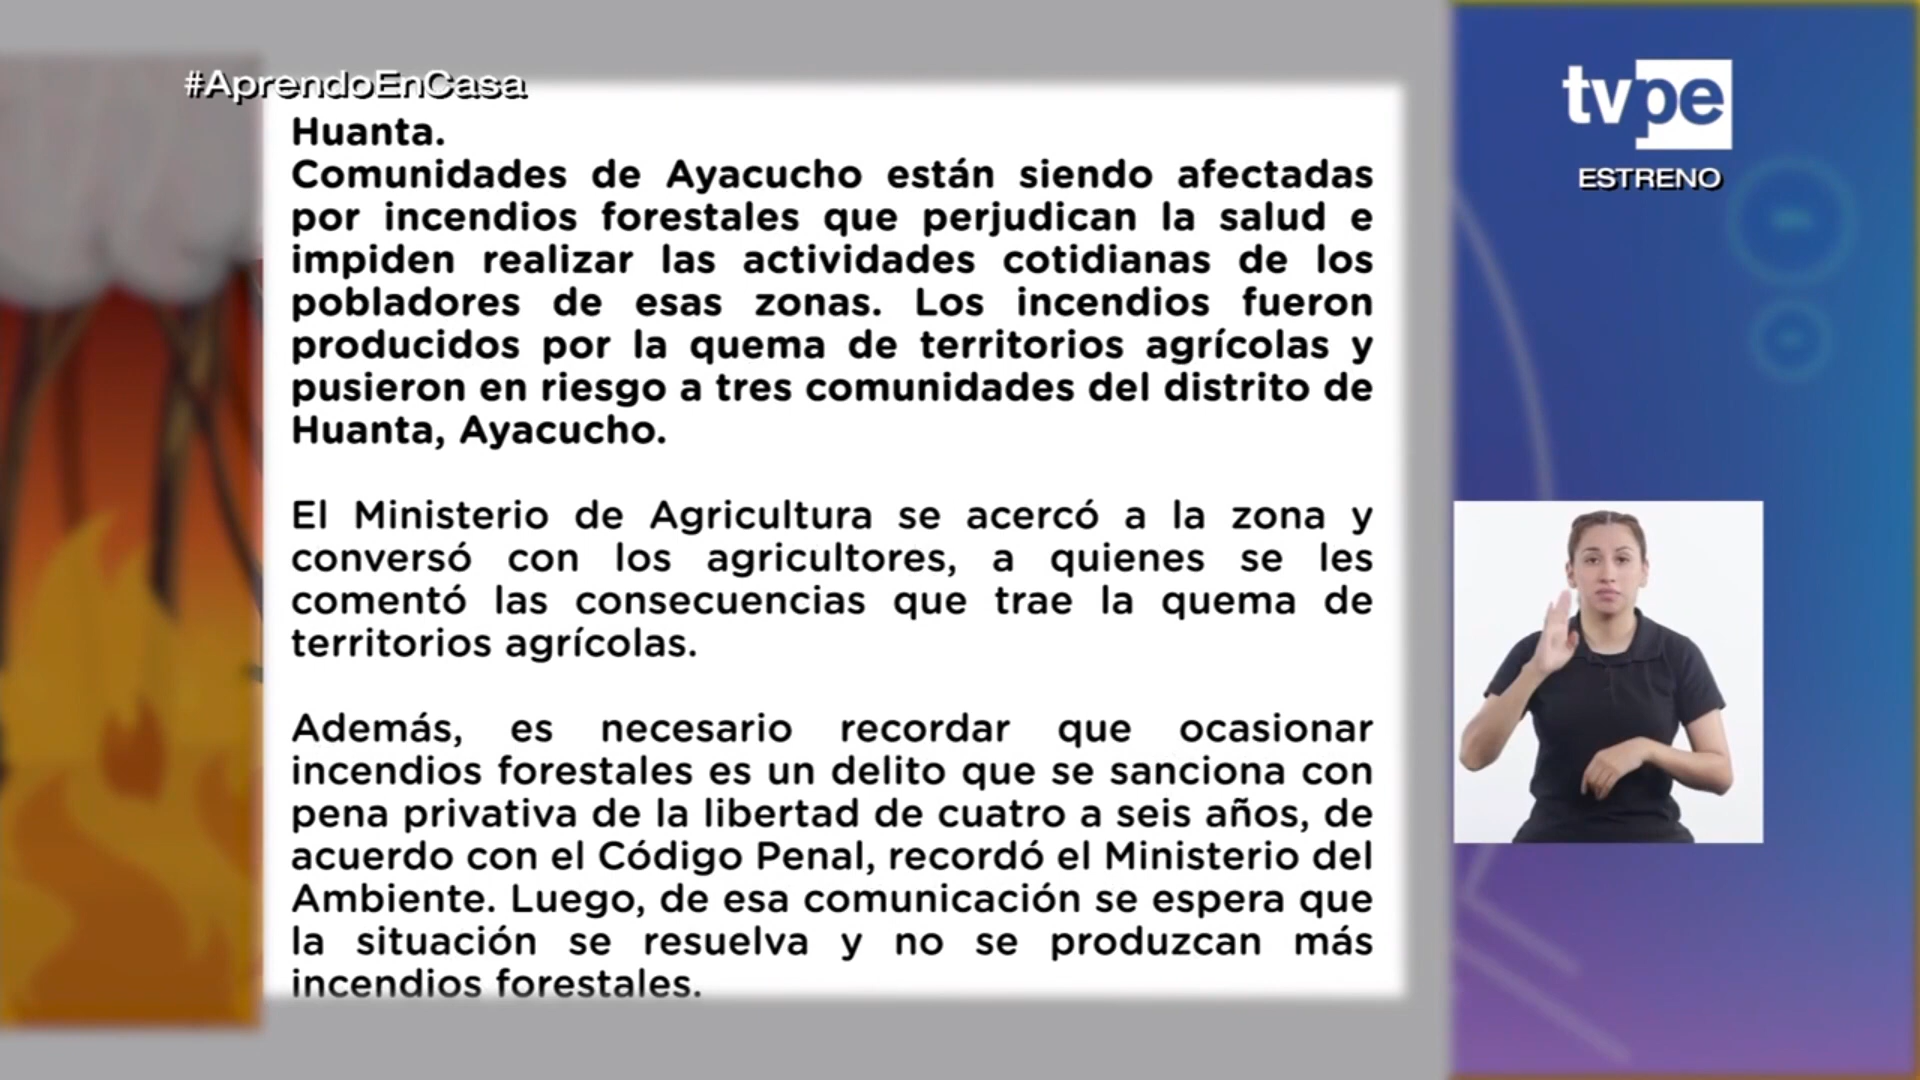 #AprendoEnCasa
tvpe
ESTRENO
Huanta.
Comunidades de Ayacucho están siendo afectadas
por incendios forestales que perjudican la salud e
impiden realizar las actividades cotidianas de los
pobladores de esas zonas. Los incendios fueron
producidos por la quema de territorios agrícolas y
pusieron en riesgo a tres comunidades del distrito de
Huanta, Ayacucho.
El Ministerio de Agricultura se acercó a la zona y
conversó con los agricultores, a quienes se les
comentó las consecuencias que trae la quema de
territorios agrícolas.
Además, es necesario recordar que ocasionar
incendios forestales es un delito que se sanciona con
pena privativa de la libertad de cuatro a seis años, de
acuerdo con el Código Penal, recordó el Ministerio del
Ambiente. Luego, de esa comunicación se espera que
la situación se resuelva y no se produzcan más
incendios forestales.